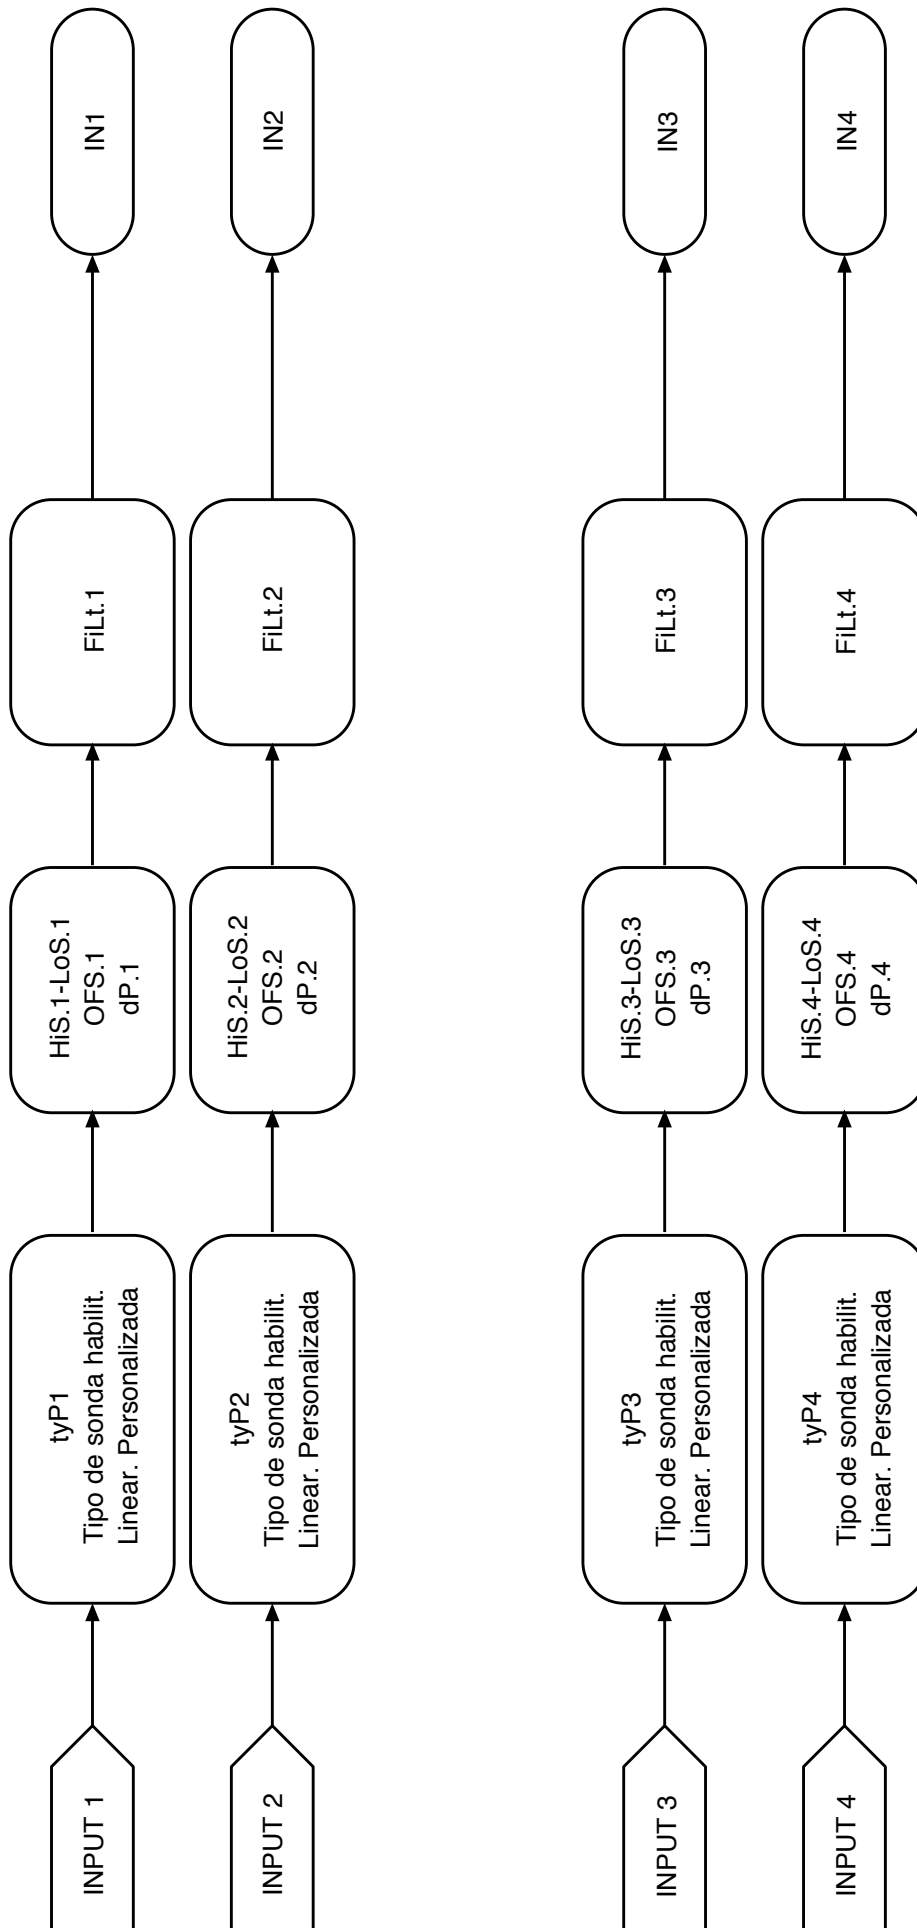 INPUT 1
tyP1
Tipo de sonda habilit.
Linear. Personalizada
HiS.1-LoS.1
OFS.1
dP.1
FiLt.1
IN1
INPUT 2
tyP2
Tipo de sonda habilit.
Linear. Personalizada
HiS.2-LoS.2
OFS.2
dP.2
FiLt.2
IN2
INPUT 3
tyP3
Tipo de sonda habilit.
Linear. Personalizada
HiS.3-LoS.3
OFS.3
dP.3
FiLt.3
IN3
INPUT 4
tyP4
Tipo de sonda habilit.
Linear. Personalizada
HiS.4-LoS.4
OFS.4
dP.4
FiLt.4
IN4